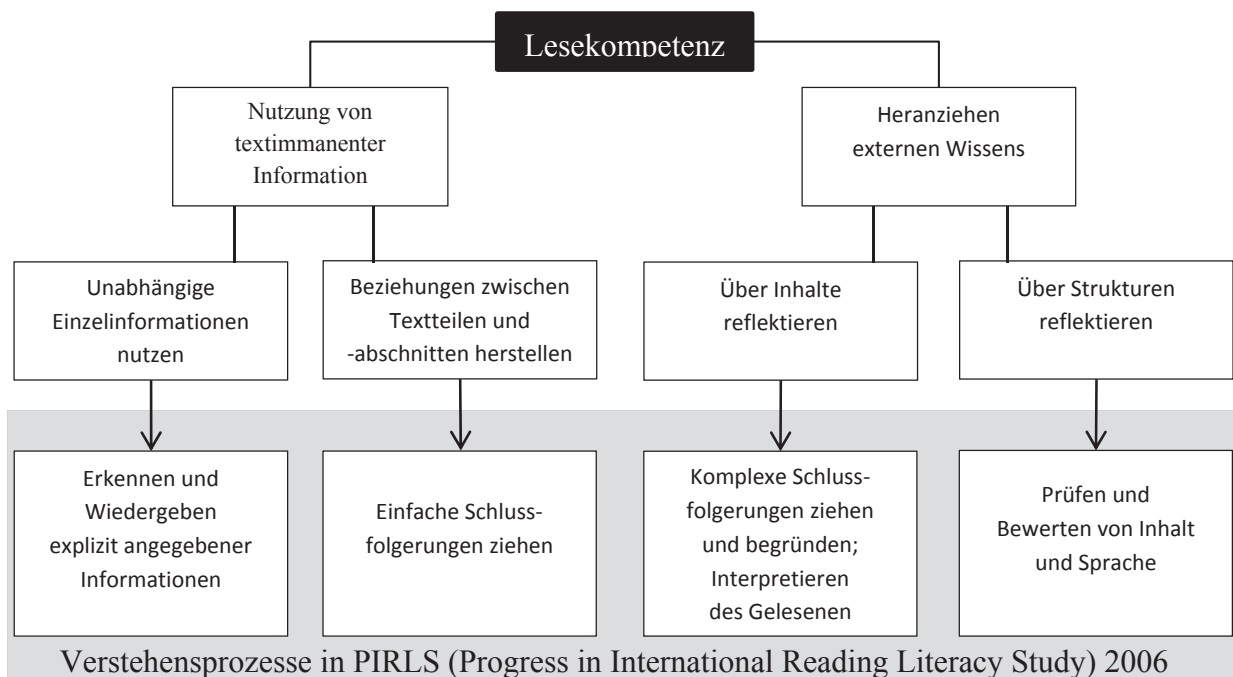 Lesekompetenz
Nutzung von
textimmanenter
Information
Heranziehen
externen Wissens
Unabhängige
Einzelinformationen
nutzen
Beziehungen zwischen
Textteilen und
-abschnitten herstellen
Über Inhalte
reflektieren
Über Strukturen
reflektieren
Erkennen und
Wiedergeben
explizit angegebener
Informationen
Einfache Schluss-
folgerungen ziehen
Komplexe Schluss-
folgerungen ziehen
und begründen;
Interpretieren
des Gelesenen
Prüfen und
Bewerten von Inhalt
und Sprache
Verstehensprozesse in PIRLS (Progress in International Reading Literacy Study) 2006